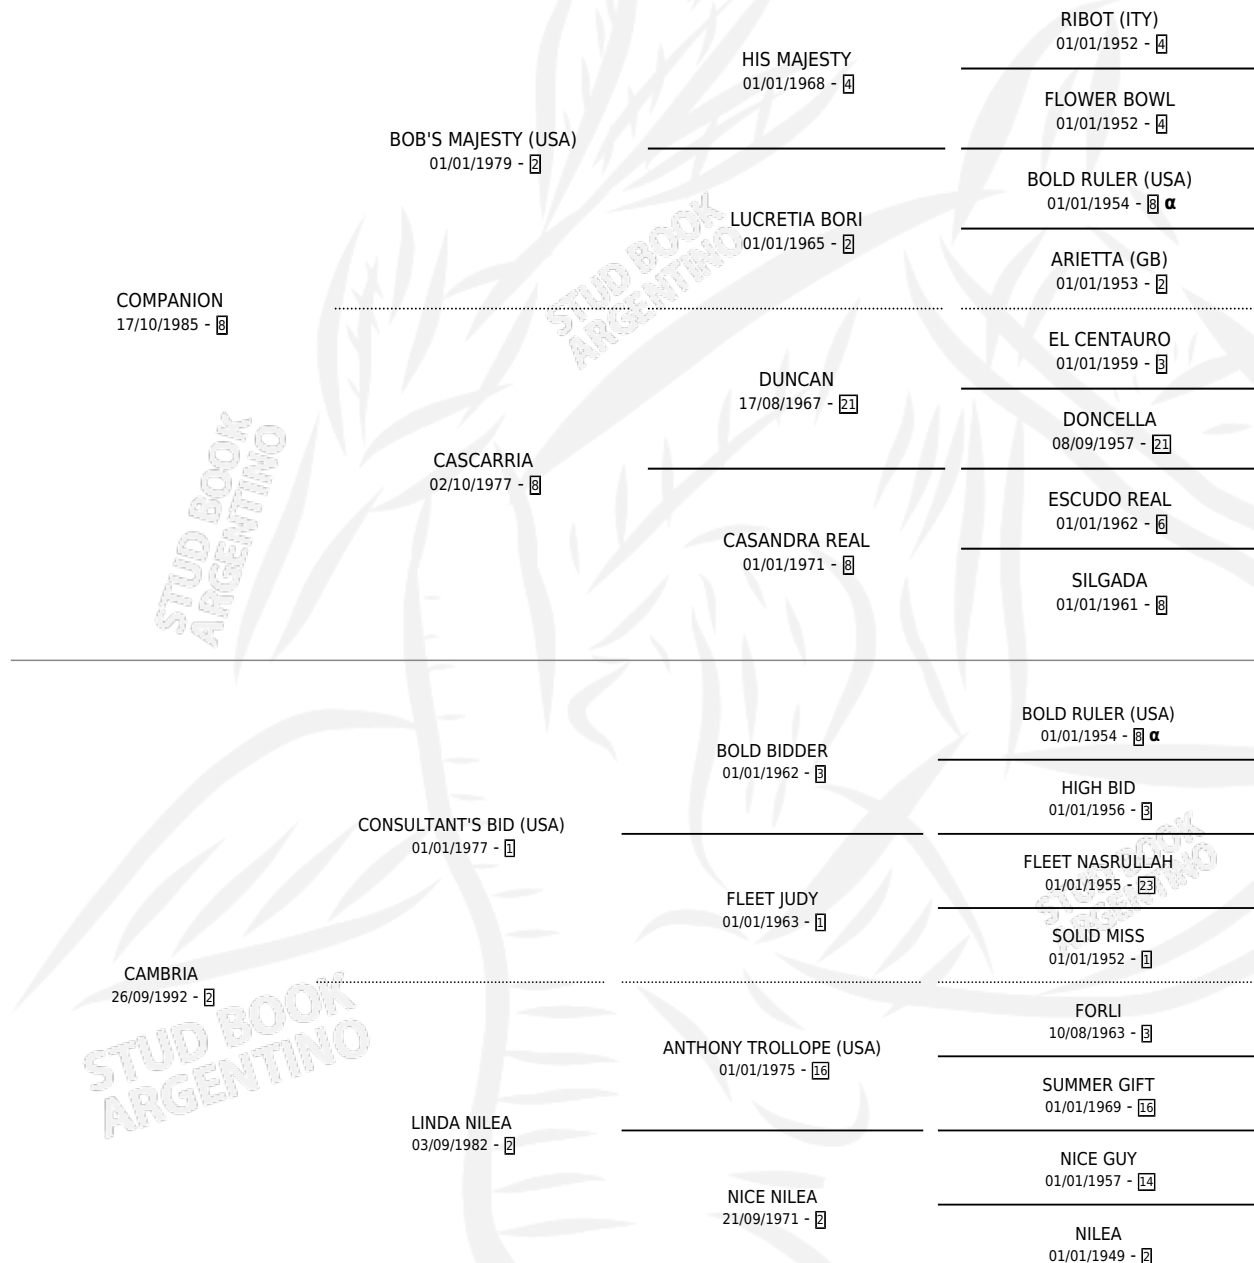 RIBOT (ITY)
01/01/1952 - 4
HIS MAJESTY
01/01/1968 - 4
FLOWER BOWL
01/01/1952 - 4
BOB'S MAJESTY (USA)
01/01/1979 - 2
BOLD RULER (USA)
01/01/1954 - 8 α
LUCRETIA BORI
01/01/1965 - 2
ARIETTA (GB)
01/01/1953 - 2
COMPANION
17/10/1985 - 8
EL CENTAURO
01/01/1959 - 3
DUNCAN
17/08/1967 - 21
DONCELLA
08/09/1957 - 21
CASCARRIA
02/10/1977 - 8
ESCUDO REAL
01/01/1962 - 6
CASANDRA REAL
01/01/1971 - 8
SILGADA
01/01/1961 - 8
BOLD RULER (USA)
01/01/1954 - 8 α
BOLD BIDDER
01/01/1962 - 3
HIGH BID
01/01/1956 - 3
CONSULTANT'S BID (USA)
01/01/1977 - 1
FLEET NASRULLAH
01/01/1955 - 23
FLEET JUDY
01/01/1963 - 1
SOLID MISS
01/01/1952 - 1
CAMBRIA
26/09/1992 - 2
FORLI
10/08/1963 - 3
ANTHONY TROLLOPE (USA)
01/01/1975 - 16
SUMMER GIFT
01/01/1969 - 16
LINDA NILEA
03/09/1982 - 2
NICE GUY
01/01/1957 - 14
NICE NILEA
21/09/1971 - 2
NILEA
01/01/1949 - 2
STUD BOOK
ARGENTINO
STUD BOOK
ARGENTINO
STUD BOOK
ARGENTINO
STUD BOOK
ARGENTINO